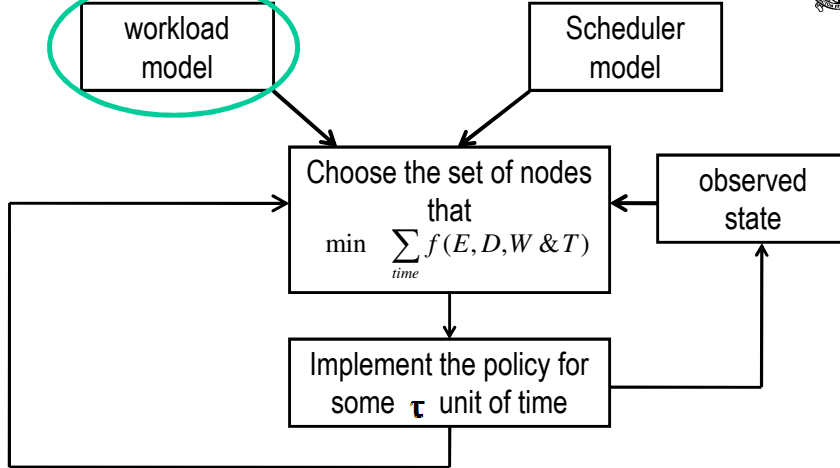 workload
model
Scheduler
model
Choose the set of nodes
that
min ∑ f(E, D,W & T)
time
observed
state
Implement the policy for
some τ unit of time